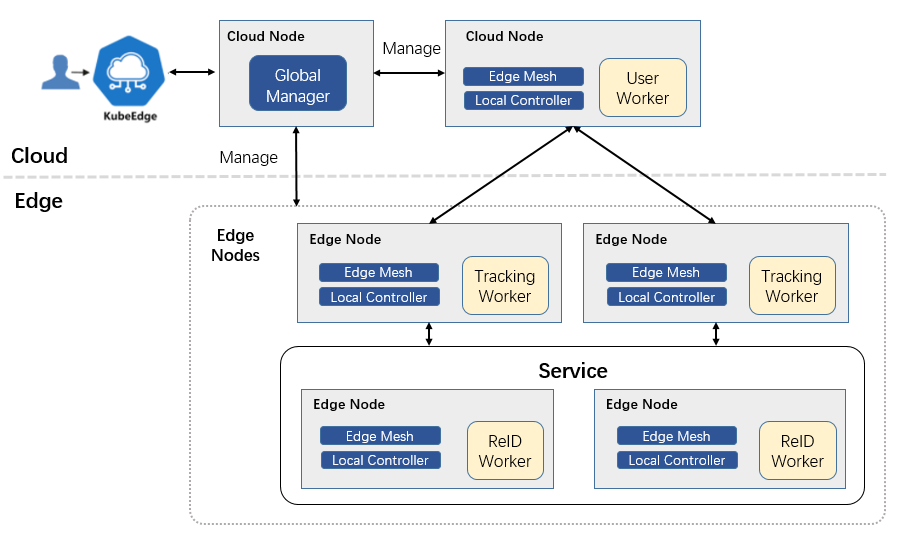 KubeEdge
Cloud Node
Global
Manager
Manage
Cloud Node
Edge Mesh
Local Controller
User
Worker
Cloud
Manage
Edge
Edge
Nodes
Edge Node
Edge Mesh
Local Controller
Tracking
Worker
Edge Node
Edge Mesh
Local Controller
Tracking
Worker
Service
Edge Node
Edge Mesh
Local Controller
ReID
Worker
Edge Node
Edge Mesh
Local Controller
ReID
Worker